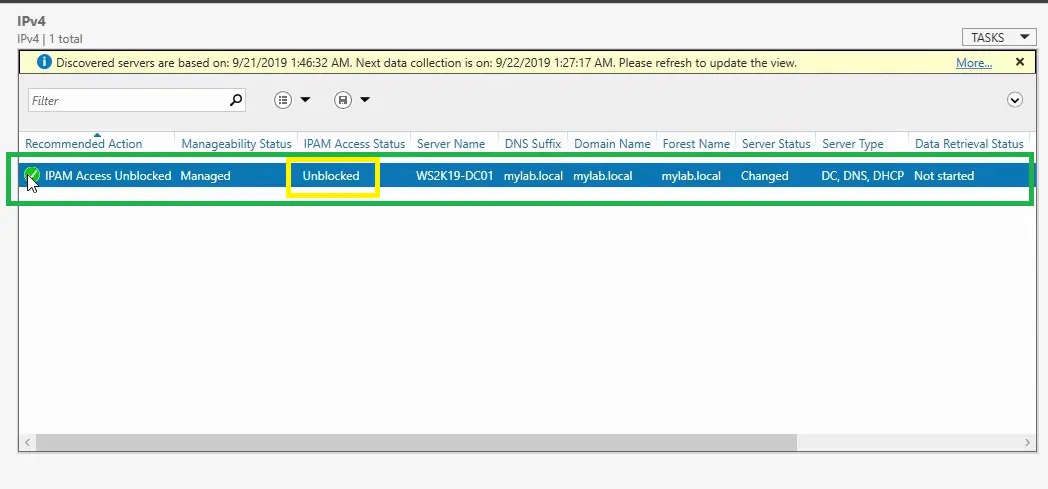 IPv4
IPv4 | 1 total
TASKS
Discovered servers are based on: 9/21/2019 1:46:32 AM. Next data collection is on: 9/22/2019 1:27:17 AM. Please refresh to update the view. More...
Filter
Recommended Action Manageability Status IPAM Access Status Server Name DNS Suffix Domain Name Forest Name Server Status Server Type Data Retrieval Status
IPAM Access Unblocked Managed Unblocked WS2K19-DC01 mylab.local mylab.local mylab.local Changed DC, DNS, DHCP Not started